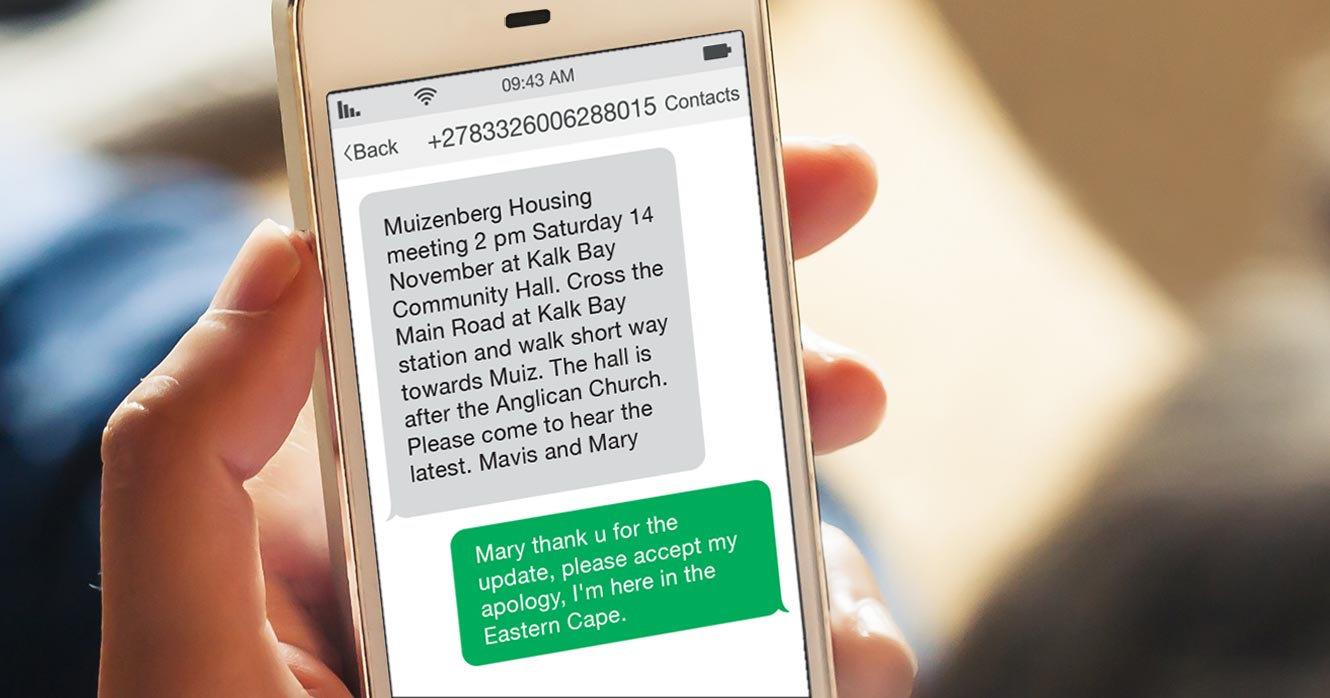 09:43 AM
Back +2783326006288015 Contacts
Muizenberg Housing
meeting 2 pm Saturday 14
November at Kalk Bay
Community Hall. Cross the
Main Road at Kalk Bay
station and walk short way
towards Muiz. The hall is
after the Anglican Church.
Please come to hear the
latest. Mavis and Mary
Mary thank u for the
update, please accept my
apology, I'm here in the
Eastern Cape.